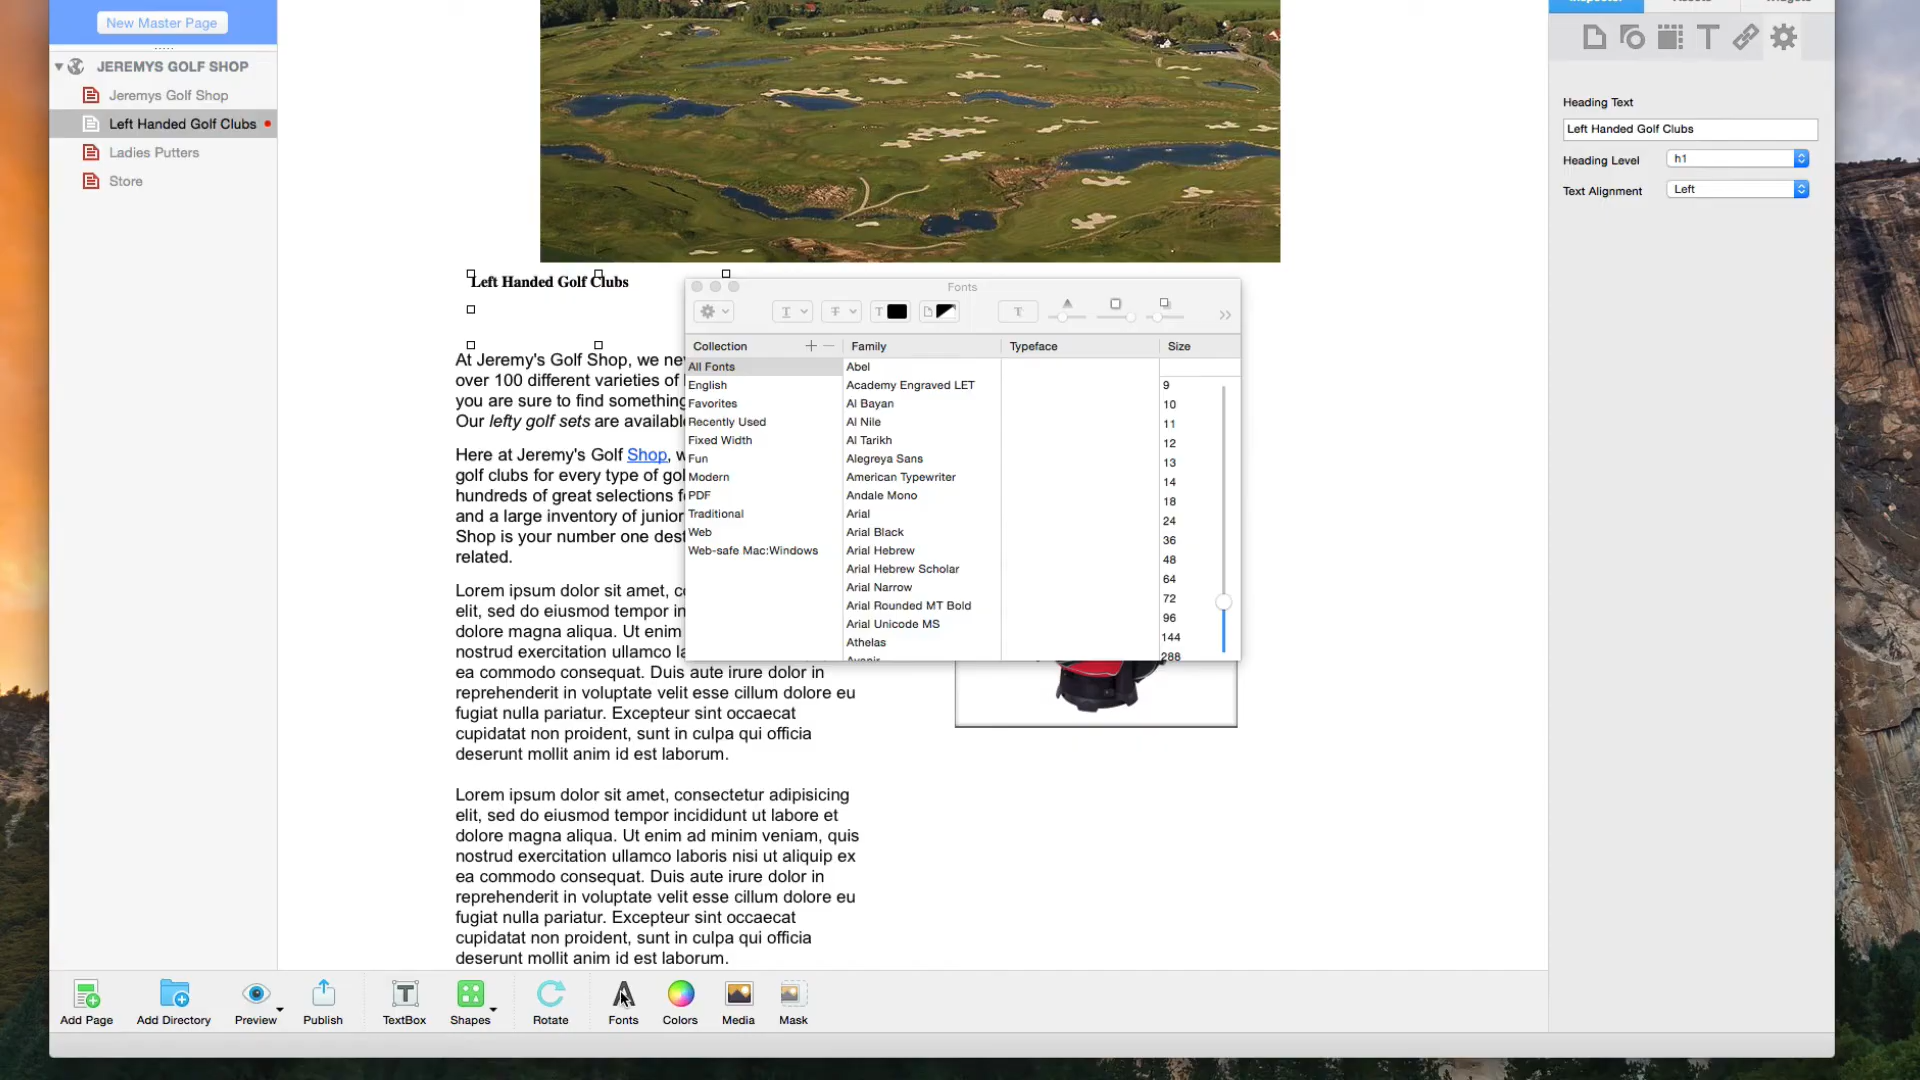 New Master Page
JEREMYS GOLF SHOP
Jeremys Golf Shop
Left Handed Golf Clubs
Ladies Putters
Store
Heading Text
Left Handed Golf Clubs
Heading Level
h1
Text Alignment
Left
Left Handed Golf Clubs
At Jeremy's Golf Shop, we
over 100 different varieties of
you are sure to find something
Our lefty golf sets are available
Here at Jeremy's Golf Shop,
golf clubs for every type of
hundreds of great selections
and a large inventory of junior
Shop is your number one
related.
Lorem ipsum dolor sit amet,
elit, sed do eiusmod tempor
dolore magna aliqua. Ut enim
nostrud exercitation ullamco
ea commodo consequat. Duis aute irure dolor in
reprehenderit in voluptate velit esse cillum dolore eu
fugiat nulla pariatur. Excepteur sint occaecat
cupidatat non proident, sunt in culpa qui officia
deserunt mollit anim id est laborum.
Lorem ipsum dolor sit amet, consectetur adipisicing
elit, sed do eiusmod tempor incididunt ut labore et
dolore magna aliqua. Ut enim ad minim veniam, quis
nostrud exercitation ullamco laboris nisi ut aliquip ex
ea commodo consequat. Duis aute irure dolor in
reprehenderit in voluptate velit esse cillum dolore eu
fugiat nulla pariatur. Excepteur sint occaecat
cupidatat non proident, sunt in culpa qui officia
deserunt mollit anim id est laborum.
Fonts
Collection
Family
Typeface
Size
All Fonts
English
Favorites
Recently Used
Fixed Width
Fun
Modern
PDF
Traditional
Web
Web-safe Mac:Windows
Abel
Academy Engraved LET
Al Bayan
Al Nile
Al Tarikh
Alegreya Sans
American Typewriter
Andale Mono
Arial
Arial Black
Arial Hebrew
Arial Hebrew Scholar
Arial Narrow
Arial Rounded MT Bold
Arial Unicode MS
Athelas
9
10
11
12
13
14
18
24
36
48
64
72
96
144
288
Add Page
Add Directory
Preview
Publish
TextBox
Shapes
Rotate
Fonts
Colors
Media
Mask